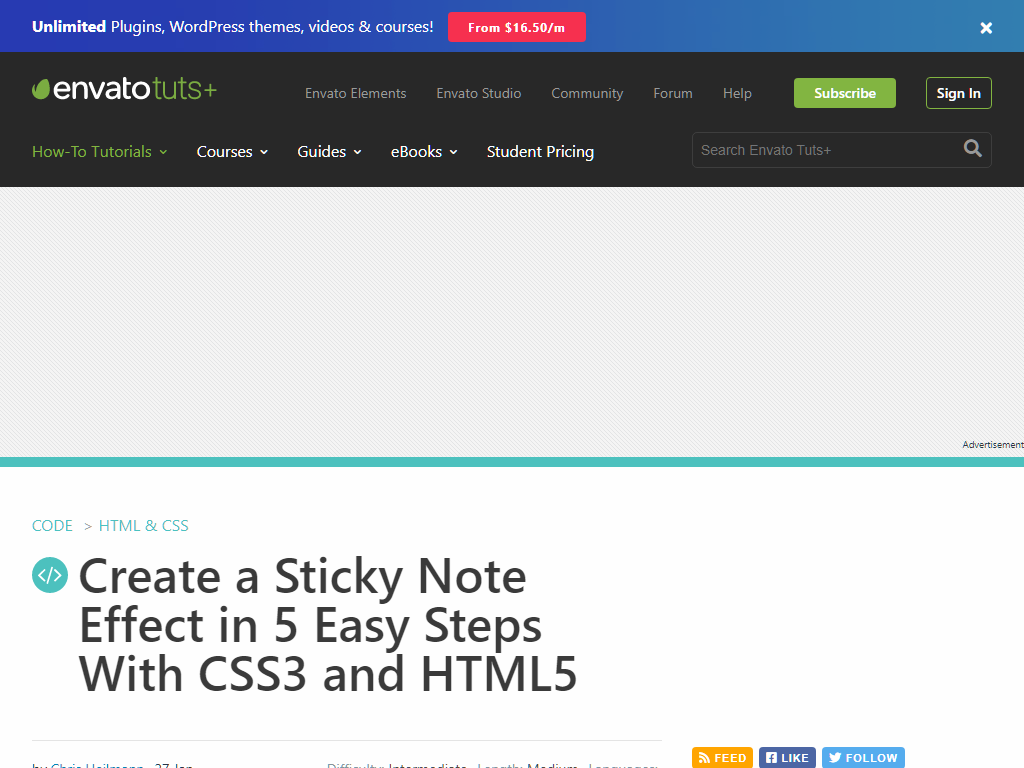 Unlimited Plugins, WordPress themes, videos & courses! From $16.50/m
envatotuts+
Envato Elements Envato Studio Community Forum Help Subscribe Sign In
How-To Tutorials Courses Guides eBooks Student Pricing Search Envato Tuts+
Advertisement
CODE > HTML & CSS
</> Create a Sticky Note
Effect in 5 Easy Steps
With CSS3 and HTML5
FEED LIKE FOLLOW
by Chris Heilmann 27 Jan Difficulty: Intermediate Length: Medium Languages: